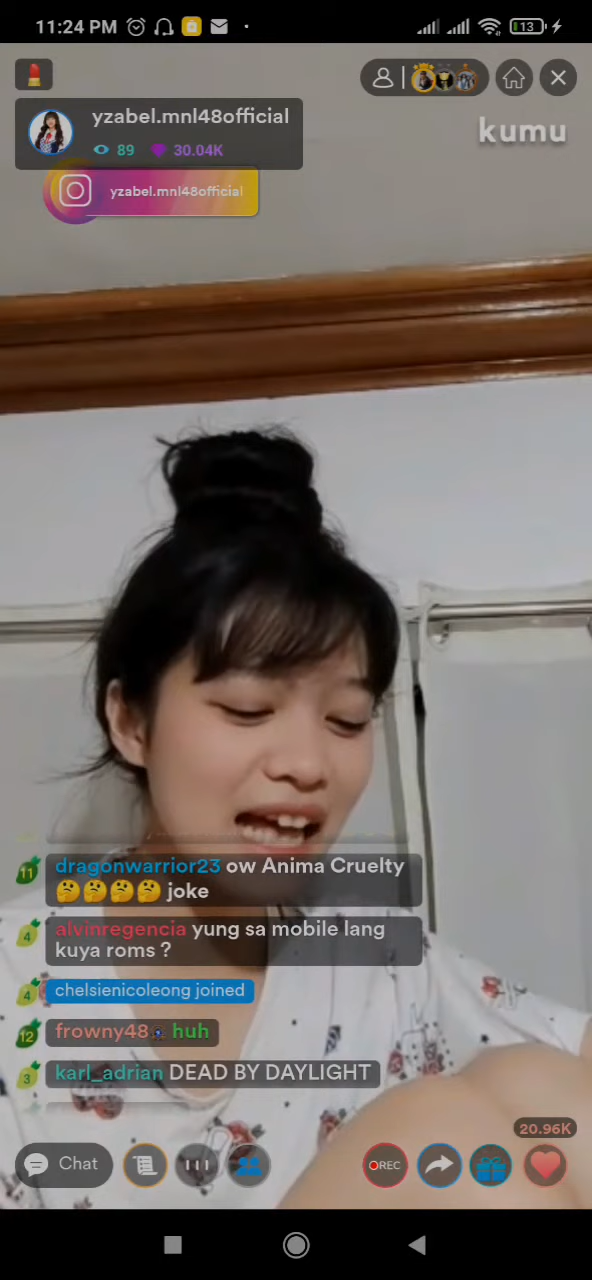 11:24 PM
13
yzabel.mnl48official
89 30.04K
kumu
yzabel.mnl48official
11 dragonwarrior23 ow Anima Cruelty
🤔🤔🤔🤔 joke
4 alvinregencia yung sa mobile lang
kuya roms ?
4 chelsienicoleong joined
12 frowny48 huh
3 karl_adrian DEAD BY DAYLIGHT
20.96K
Chat
REC